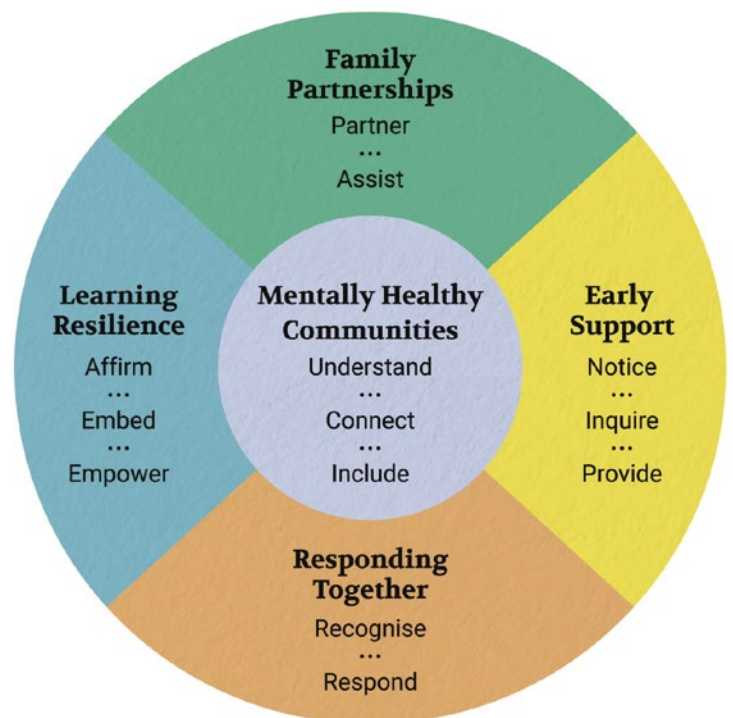 Family
Partnerships
Partner
...
Assist
Learning
Resilience
Affirm
...
Embed
...
Empower
Mentally Healthy
Communities
Understand
...
Connect
...
Include
Early
Support
Notice
...
Inquire
...
Provide
Responding
Together
Recognise
...
Respond